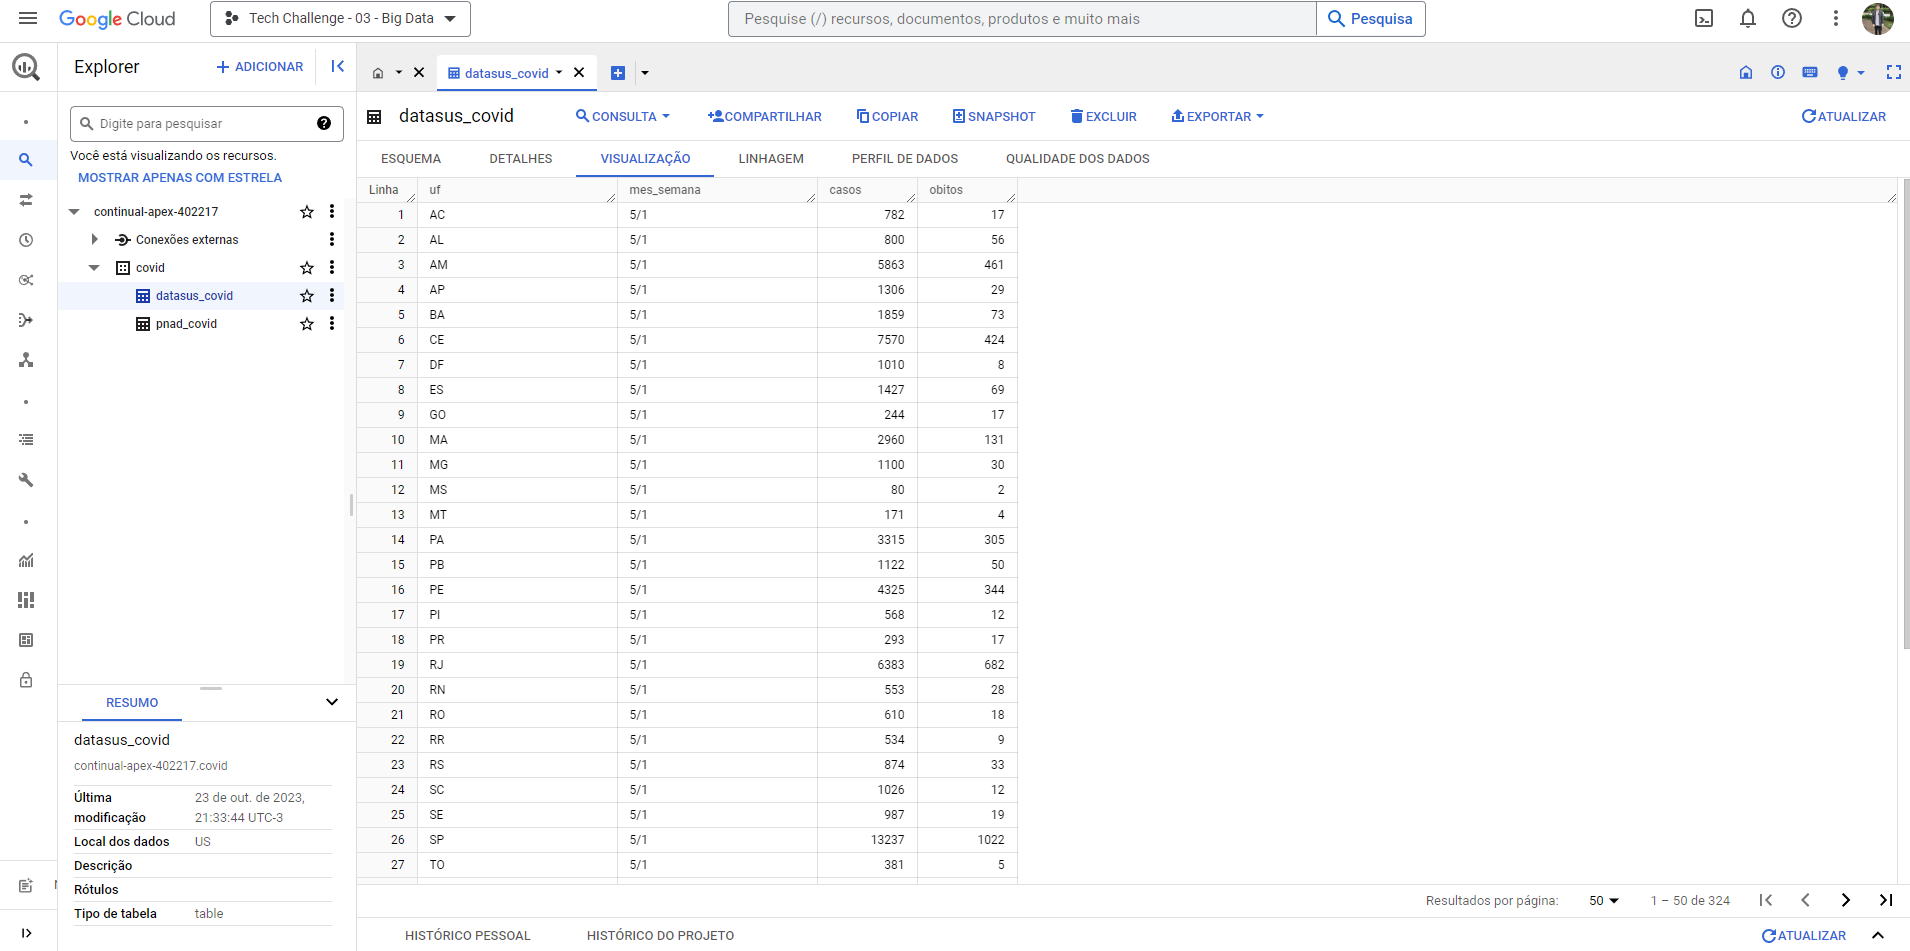 Google Cloud
Tech Challenge - 03 - Big Data
Pesquise (/) recursos, documentos, produtos e muito mais
Pesquisa
Explorer
ADICIONAR
datasus_covid
Digite para pesquisar
Você está visualizando os recursos.
MOSTRAR APENAS COM ESTRELA
continual-apex-402217
Conexões externas
covid
datasus_covid
pnad_covid
RESUMO
datasus_covid
continual-apex-402217.covid
Última modificação 23 de out. de 2023, 21:33:44 UTC-3
Local dos dados US
Descrição
Rótulos
Tipo de tabela table
datasus_covid
CONSULTA
COMPARTILHAR
COPIAR
SNAPSHOT
EXCLUIR
EXPORTAR
ATUALIZAR
ESQUEMA DETALHES VISUALIZAÇÃO LINHAGEM PERFIL DE DADOS QUALIDADE DOS DADOS
Linha uf mes_semana casos obitos
1 AC 5/1 782 17
2 AL 5/1 800 56
3 AM 5/1 5863 461
4 AP 5/1 1306 29
5 BA 5/1 1859 73
6 CE 5/1 7570 424
7 DF 5/1 1010 8
8 ES 5/1 1427 69
9 GO 5/1 244 17
10 MA 5/1 2960 131
11 MG 5/1 1100 30
12 MS 5/1 80 2
13 MT 5/1 171 4
14 PA 5/1 3315 305
15 PB 5/1 1122 50
16 PE 5/1 4325 344
17 PI 5/1 568 12
18 PR 5/1 293 17
19 RJ 5/1 6383 682
20 RN 5/1 553 28
21 RO 5/1 610 18
22 RR 5/1 534 9
23 RS 5/1 874 33
24 SC 5/1 1026 12
25 SE 5/1 987 19
26 SP 5/1 13237 1022
27 TO 5/1 381 5
Resultados por página: 50 1 – 50 de 324
HISTÓRICO PESSOAL HISTÓRICO DO PROJETO
ATUALIZAR